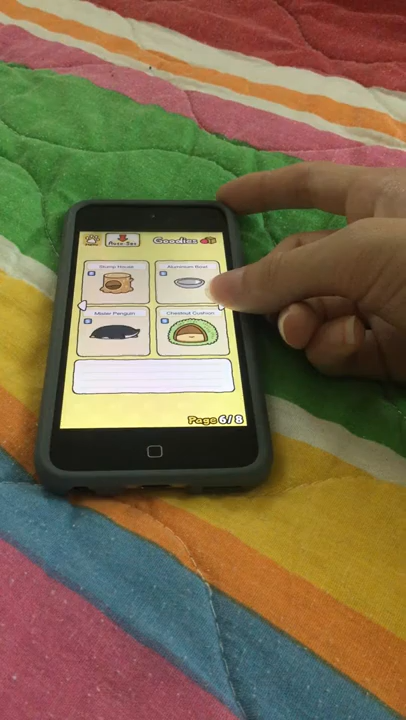 Goodies
Stump House
Aluminum Bowl
Mister Penguin
Chestnut Cushion
Page 6/8